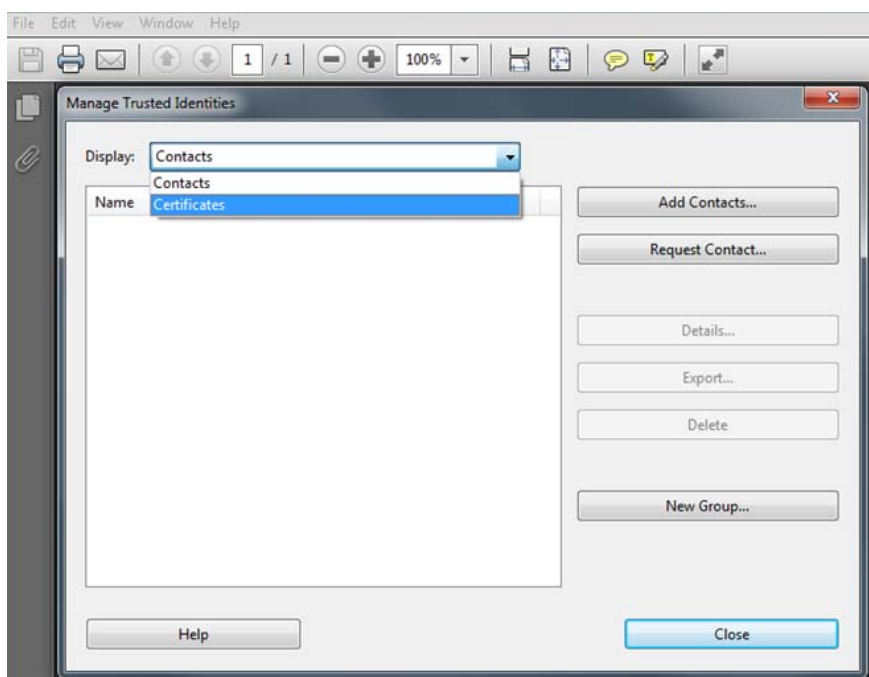 File Edit View Window Help
1 / 1 100%
Manage Trusted Identities
Display: Contacts
Contacts
Name Certificates
Add Contacts...
Request Contact...
Details...
Export...
Delete
New Group...
Help Close